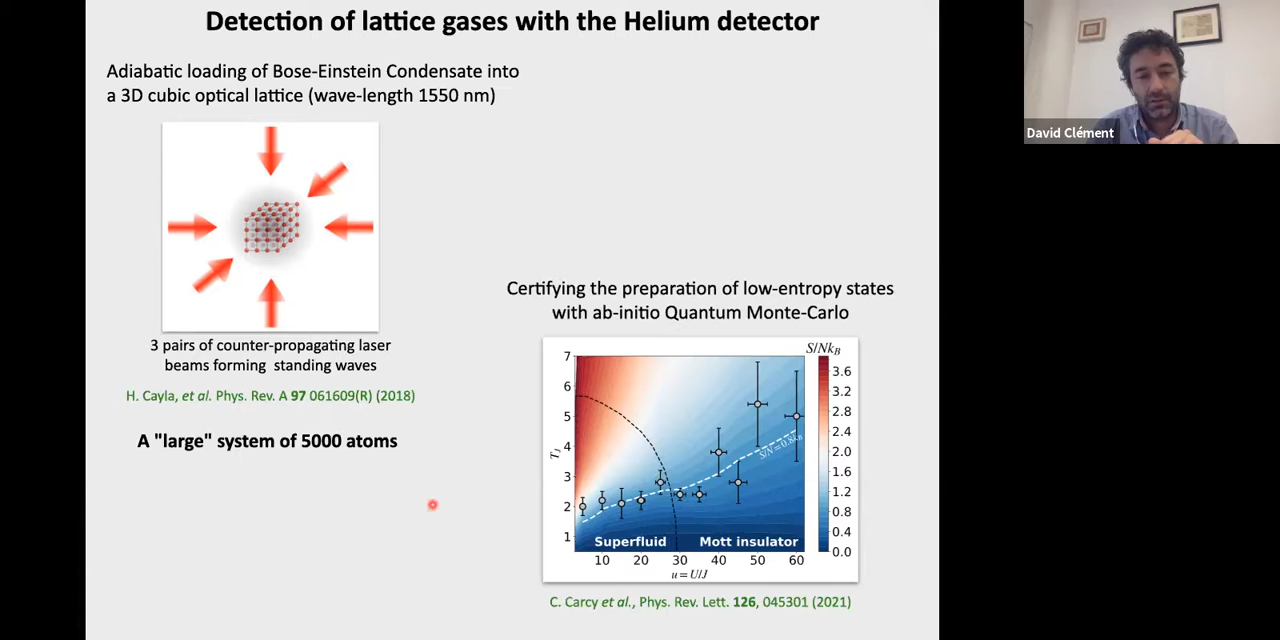 Detection of lattice gases with the Helium detector
Adiabatic loading of Bose-Einstein Condensate into
a 3D cubic optical lattice (wave-length 1550 nm)
3 pairs of counter-propagating laser
beams forming  standing waves
H. Cayla, et al. Phys. Rev. A 97 061609(R) (2018)
A "large" system of 5000 atoms
Certifying the preparation of low-entropy states
with ab-initio Quantum Monte-Carlo
S/NkB
7
6
5
4
3
2
1
TJ
S/N=0.8kB
Superfluid
Mott insulator
10 20 30 40 50 60
u = U/J
3.6
3.2
2.8
2.4
2.0
1.6
1.2
0.8
0.4
0.0
C. Carcy et al., Phys. Rev. Lett. 126, 045301 (2021)
David Clément